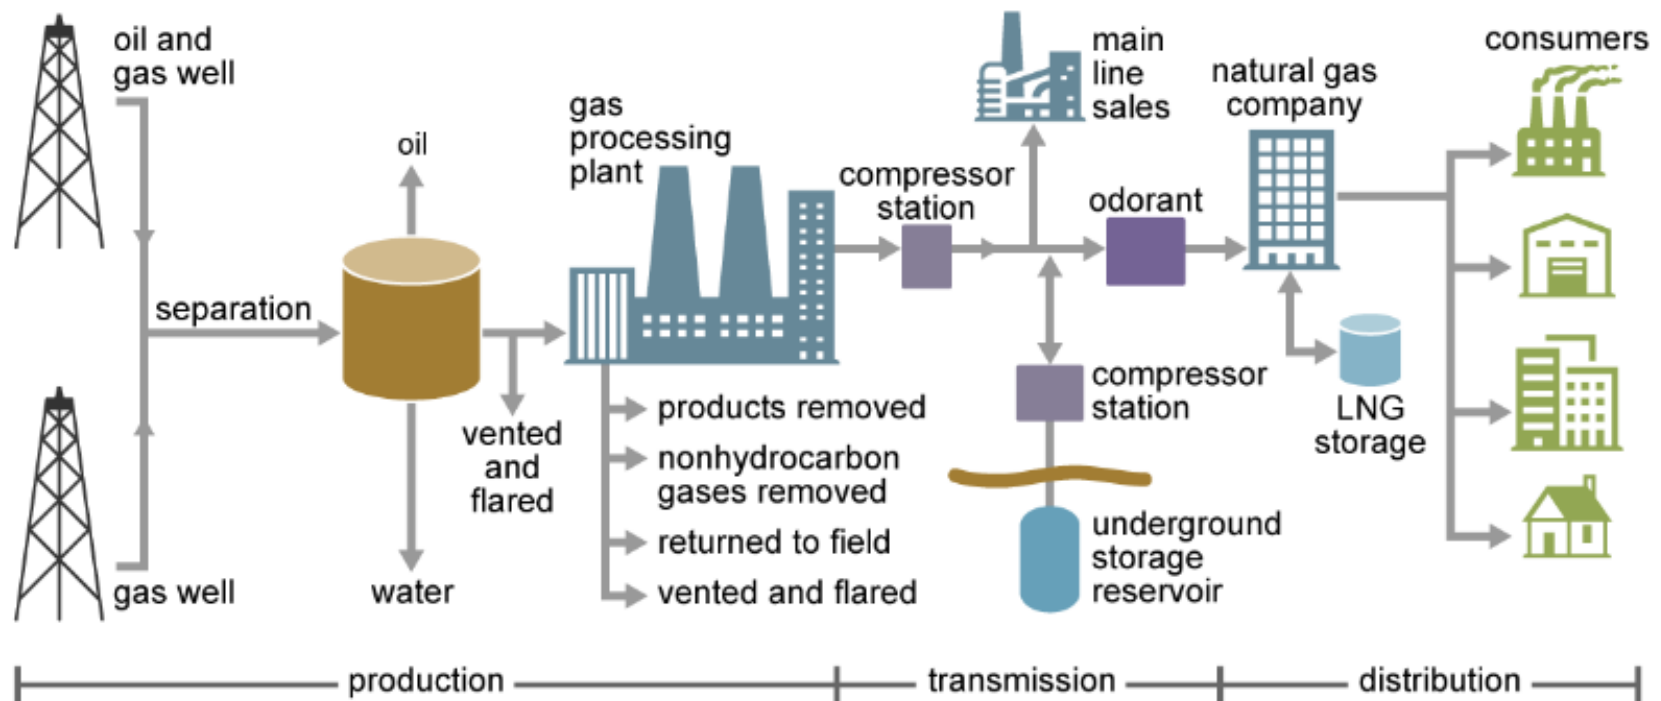 oil and
gas well
separation
gas well
oil
water
vented
and
flared
gas
processing
plant
products removed
nonhydrocarbon
gases removed
returned to field
vented and flared
compressor
station
main
line
sales
odorant
compressor
station
underground
storage
reservoir
natural gas
company
LNG
storage
consumers
production
transmission
distribution